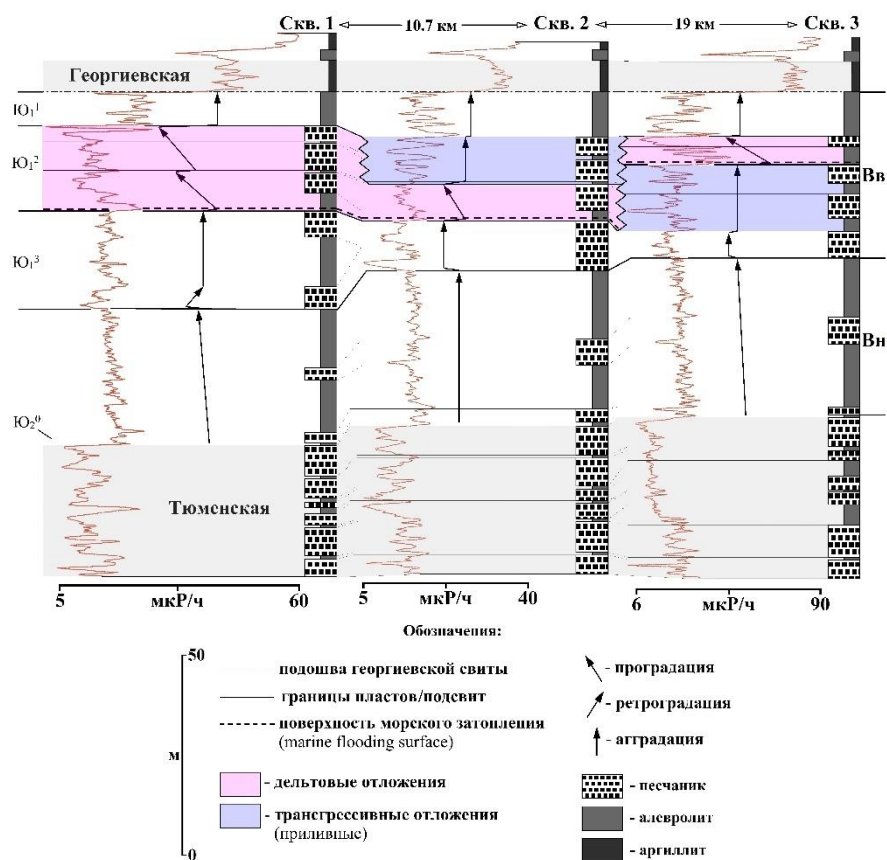 Скв. 1
10.7 км
Скв. 2
19 км
Скв. 3
Георгиевская
Ю₁¹
Ю₁²
Вв
Ю₁³
Вн
Ю₂⁰
Тюменская
5 мкР/ч 60
5 мкР/ч 40
6 мкР/ч 90
Обозначения:
50
м
0
подошва георгиевской свиты
границы пластов/подсвит
поверхность морского затопления
(marine flooding surface)
- дельтовые отложения
- трансгрессивные отложения
(приливные)
- проградация
- ретроградация
- аггradация
- песчаник
- алевролит
- аргиллит